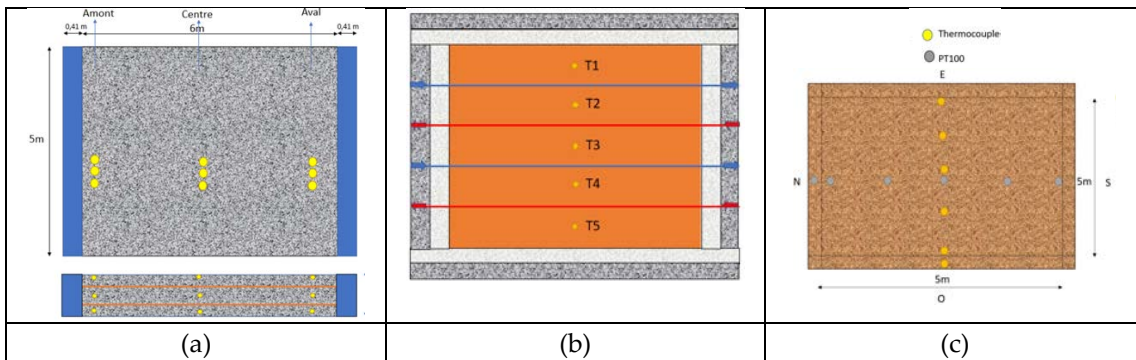 Amont Centre Aval
0,41 m 6m 0,41 m
5m
T1
T2
T3
T4
T5
Thermocouple
PT100
E
N 5m S
5m
O
(a) (b) (c)